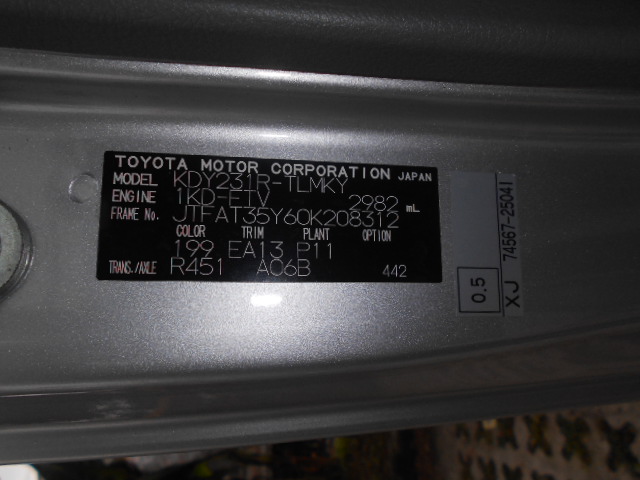 TOYOTA MOTOR CORPORATION JAPAN
MODEL KDY231R-TLMKY
ENGINE 1KD-FTV 2982 mL
FRAME No. JTFAT35Y60K208312
COLOR TRIM PLANT OPTION
199 EA13 P11
TRANS./AXLE R451 A06B 442
0.5
XJ 74567-25041